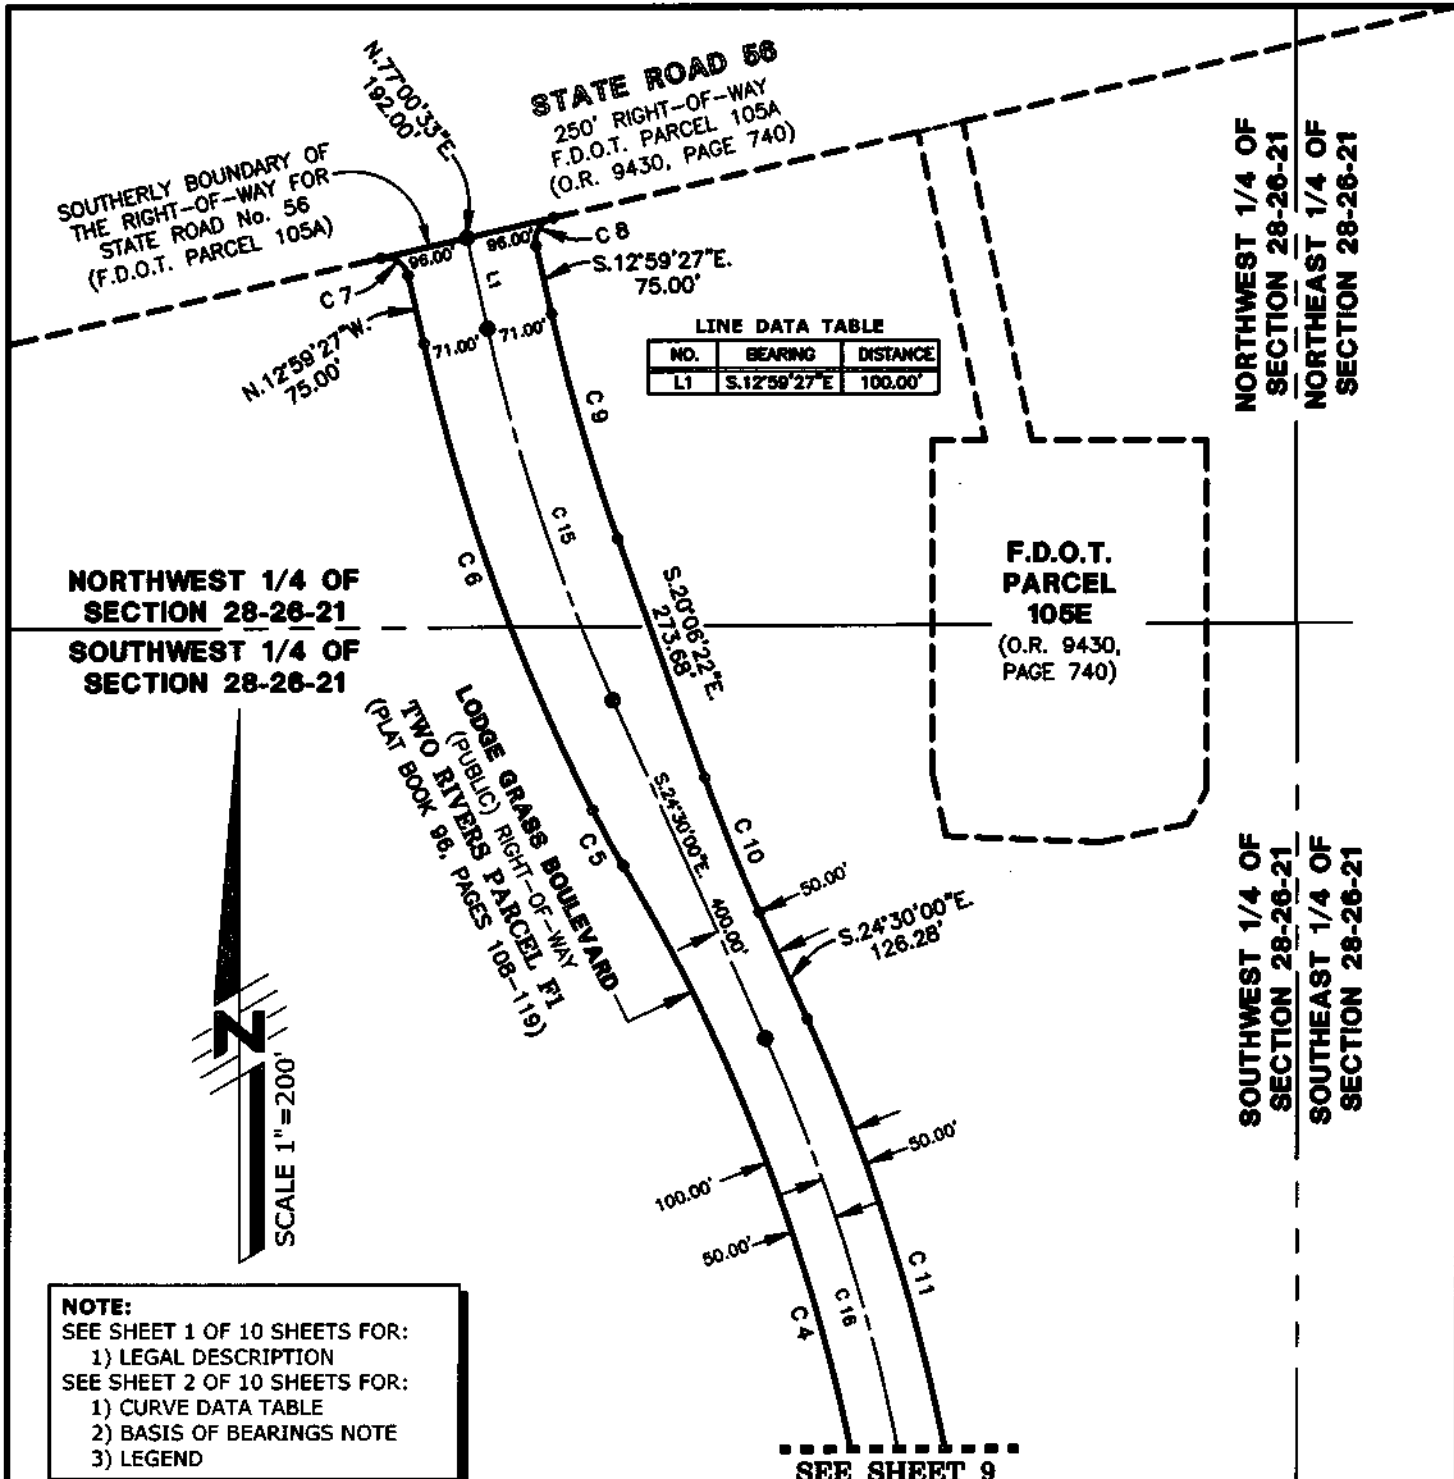 N.77°00'33"E.
192.00'
STATE ROAD 56
250' RIGHT-OF-WAY
F.D.O.T. PARCEL 105A
(O.R. 9430, PAGE 740)
SOUTHERLY BOUNDARY OF
THE RIGHT-OF-WAY FOR
STATE ROAD No. 56
(F.D.O.T. PARCEL 105A)
96.00'
96.00'
C 8
C 7
L1
S.12°59'27"E.
75.00'
N.12°59'27"W.
75.00'
71.00'
71.00'
LINE DATA TABLE
NO. BEARING DISTANCE
L1 S.12°59'27"E 100.00'
NORTHWEST 1/4 OF
SECTION 28-26-21
NORTHEAST 1/4 OF
SECTION 28-26-21
C 9
C 15
C 6
F.D.O.T.
PARCEL
105E
(O.R. 9430,
PAGE 740)
NORTHWEST 1/4 OF
SECTION 28-26-21
SOUTHWEST 1/4 OF
SECTION 28-26-21
S.20°06'22"E.
273.68'
LODGE GRASS BOULEVARD
(PUBLIC) RIGHT-OF-WAY
TWO RIVERS PARCEL F1
(PLAT BOOK 96, PAGES 108-119)
S.24°30'00"E.
400.00'
C 5
C 10
50.00'
S.24°30'00"E.
126.28'
SOUTHWEST 1/4 OF
SECTION 28-26-21
SOUTHEAST 1/4 OF
SECTION 28-26-21
N
SCALE 1"=200'
50.00'
100.00'
50.00'
C 11
C 16
C 4
NOTE:
SEE SHEET 1 OF 10 SHEETS FOR:
1) LEGAL DESCRIPTION
SEE SHEET 2 OF 10 SHEETS FOR:
1) CURVE DATA TABLE
2) BASIS OF BEARINGS NOTE
3) LEGEND
SEE SHEET 9